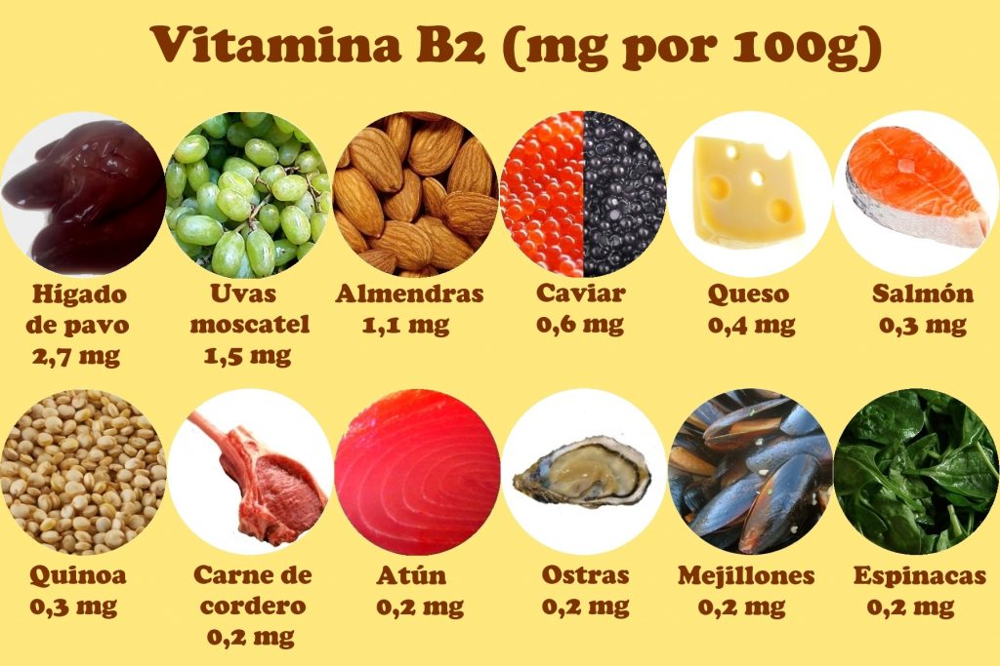 Vitamina B2 (mg por 100g)
Hígado
de pavo
2,7 mg
Uvas
moscatel
1,5 mg
Almendras
1,1 mg
Caviar
0,6 mg
Queso
0,4 mg
Salmón
0,3 mg
Quinoa
0,3 mg
Carne de
cordero
0,2 mg
Atún
0,2 mg
Ostras
0,2 mg
Mejillones
0,2 mg
Espinacas
0,2 mg